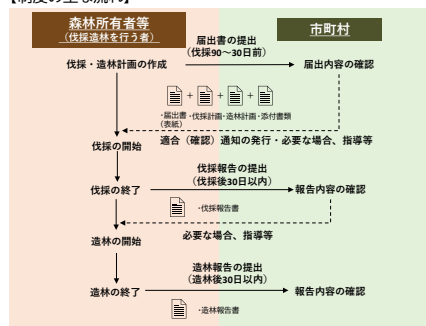 【制度の主な流れ】
森林所有者等
（伐採造林を行う者）
市町村
届出書の提出
（伐採90～30日前）
伐採・造林計画の作成
届出内容の確認
+ + +
・届出書（表紙）
・伐採計画・造林計画・添付書類
適合（確認）通知の発行・必要な場合、指導等
伐採の開始
伐採報告の提出
（伐採後30日以内）
伐採の終了
報告内容の確認
・伐採報告書
必要な場合、指導等
造林の開始
造林報告の提出
（造林後30日以内）
造林の終了
報告内容の確認
・造林報告書